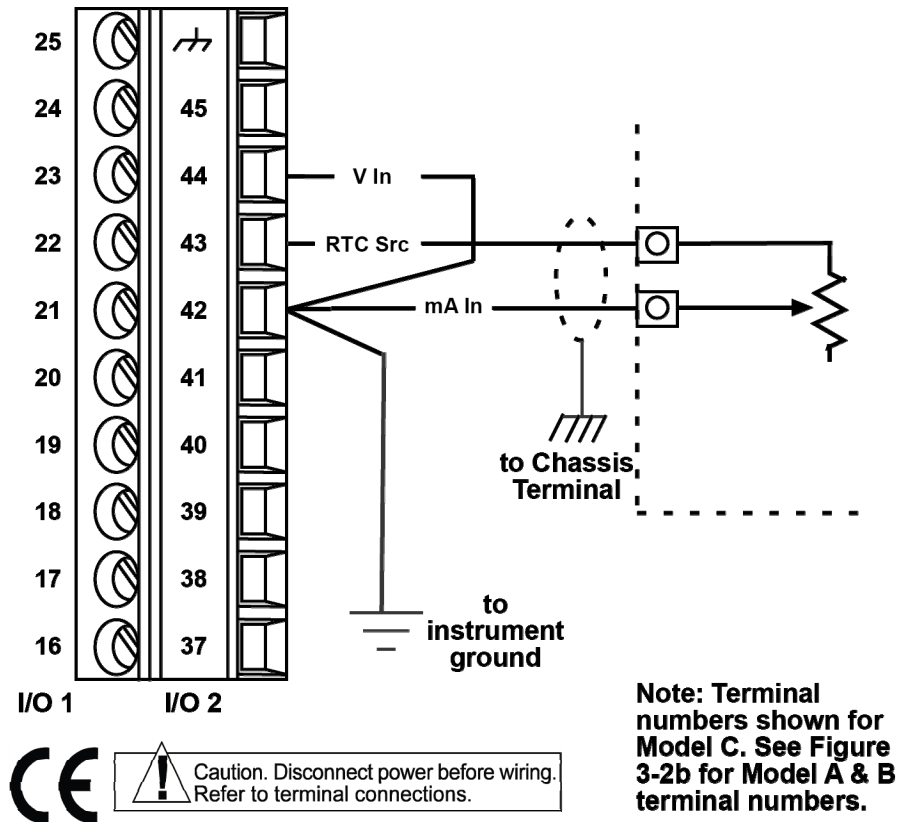 25
24 45
23 44 V In
22 43 RTC Src
21 42 mA In
20 41
19 40
to Chassis
Terminal
18 39
17 38
to
instrument
ground
16 37
I/O 1 I/O 2
Note: Terminal
numbers shown for
Model C. See Figure
3-2b for Model A & B
terminal numbers.
CE
! Caution. Disconnect power before wiring.
Refer to terminal connections.